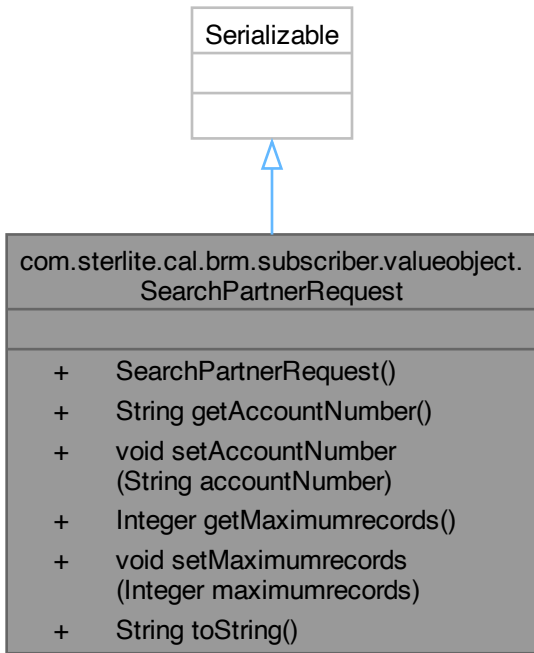 Serializable
com.sterlite.cal.brm.subscriber.valueobject.
SearchPartnerRequest
+ SearchPartnerRequest()
+ String getAccountNumber()
+ void setAccountNumber
(String accountNumber)
+ Integer getMaximumrecords()
+ void setMaximumrecords
(Integer maximumrecords)
+ String toString()